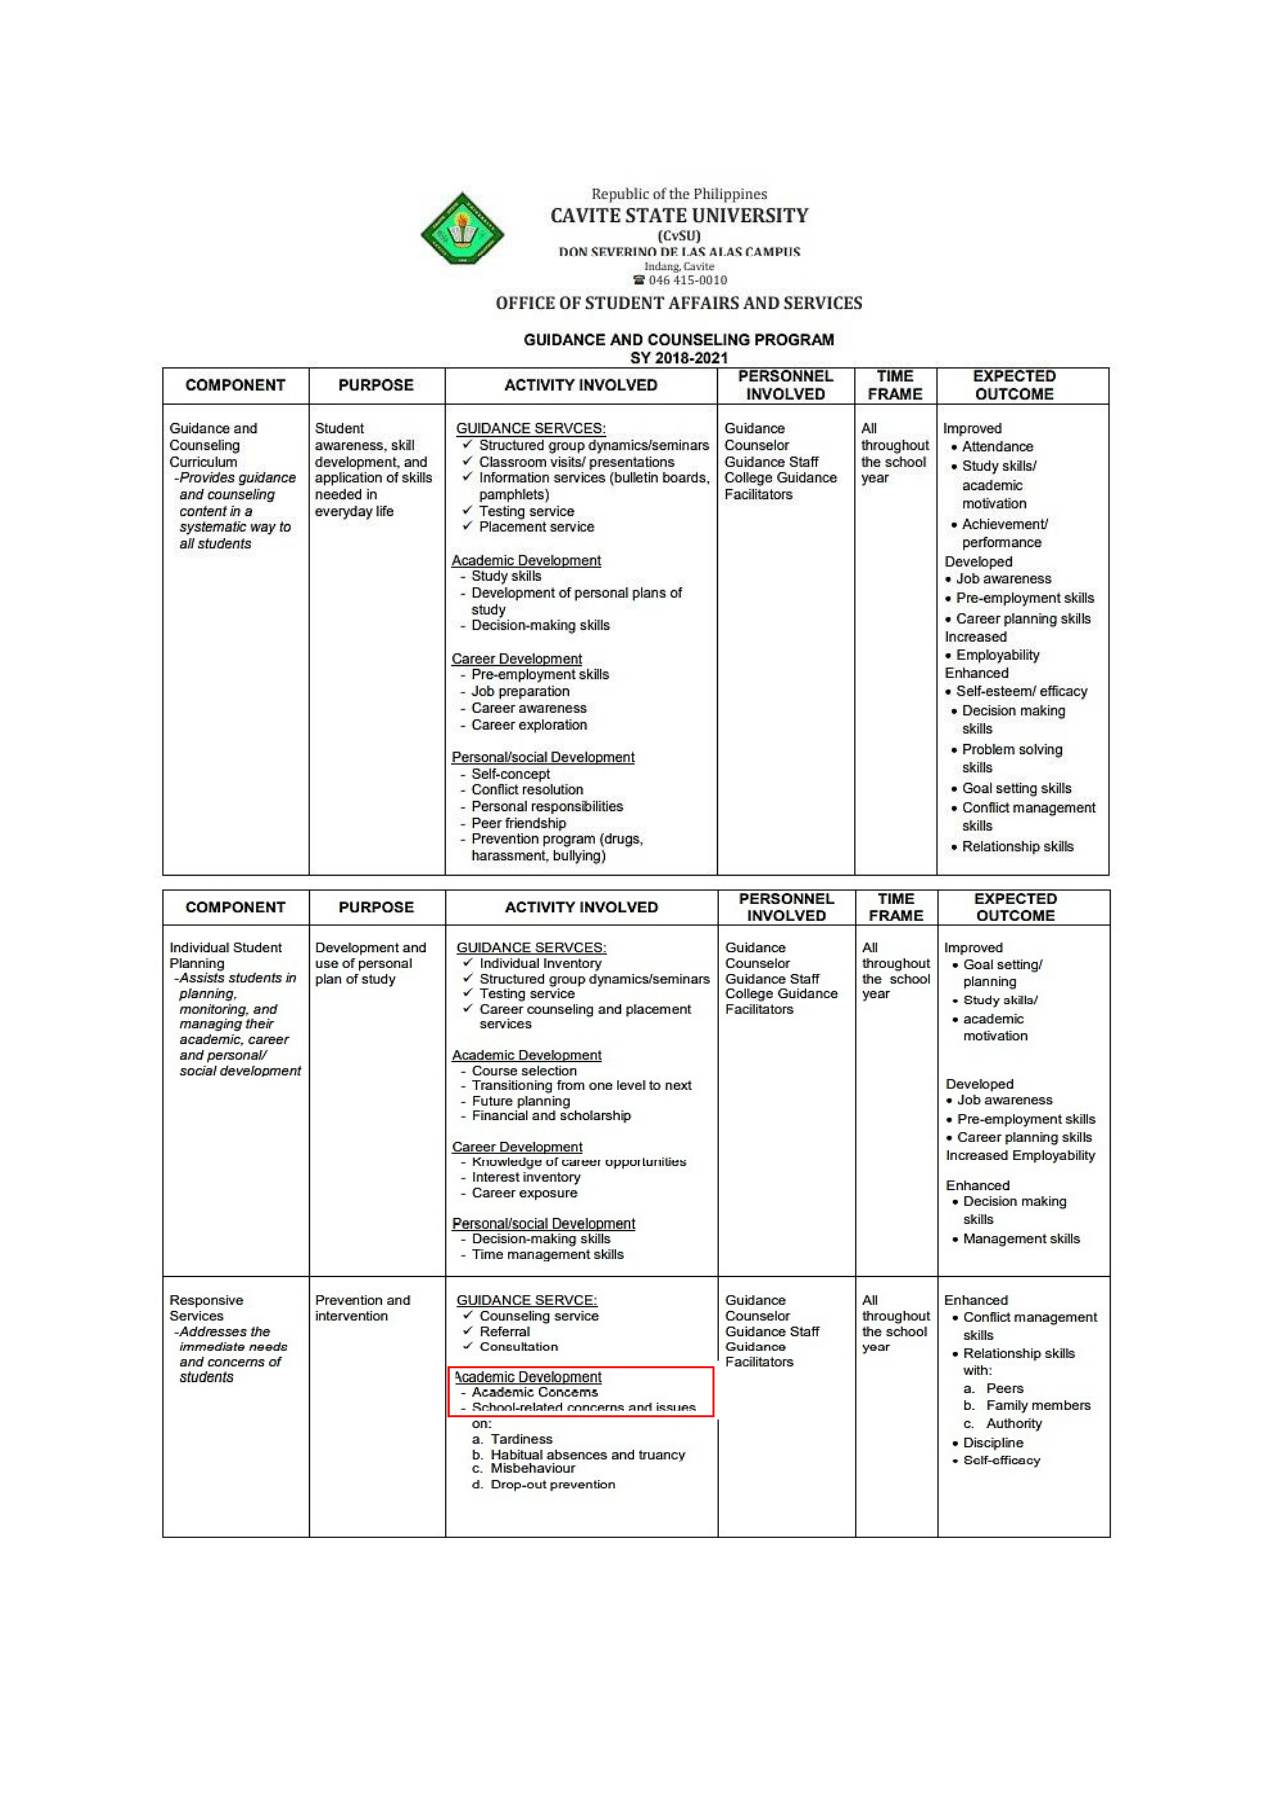 Republic of the Philippines
CAVITE STATE UNIVERSITY
(CvSU)
DON SEVERINO DE LAS ALAS CAMPUS
Indang, Cavite
☎ 046 415-0010
OFFICE OF STUDENT AFFAIRS AND SERVICES
GUIDANCE AND COUNSELING PROGRAM
SY 2018-2021
COMPONENT
PURPOSE
ACTIVITY INVOLVED
PERSONNEL
INVOLVED
TIME
FRAME
EXPECTED
OUTCOME
Guidance and
Counseling
Curriculum
-Provides guidance
and counseling
content in a
systematic way to
all students
Student
awareness, skill
development, and
application of skills
needed in
everyday life
GUIDANCE SERVCES:
✓ Structured group dynamics/seminars
✓ Classroom visits/ presentations
✓ Information services (bulletin boards,
pamphlets)
✓ Testing service
✓ Placement service
Academic Development
- Study skills
- Development of personal plans of
study
- Decision-making skills
Career Development
- Pre-employment skills
- Job preparation
- Career awareness
- Career exploration
Personal/social Development
- Self-concept
- Conflict resolution
- Personal responsibilities
- Peer friendship
- Prevention program (drugs,
harassment, bullying)
Guidance
Counselor
Guidance Staff
College Guidance
Facilitators
All
throughout
the school
year
Improved
• Attendance
• Study skills/
academic
motivation
• Achievement/
performance
Developed
• Job awareness
• Pre-employment skills
• Career planning skills
Increased
• Employability
Enhanced
• Self-esteem/ efficacy
• Decision making
skills
• Problem solving
skills
• Goal setting skills
• Conflict management
skills
• Relationship skills
COMPONENT
PURPOSE
ACTIVITY INVOLVED
PERSONNEL
INVOLVED
TIME
FRAME
EXPECTED
OUTCOME
Individual Student
Planning
-Assists students in
planning,
monitoring, and
managing their
academic, career
and personal/
social development
Development and
use of personal
plan of study
GUIDANCE SERVCES:
✓ Individual Inventory
✓ Structured group dynamics/seminars
✓ Testing service
✓ Career counseling and placement
services
Academic Development
- Course selection
- Transitioning from one level to next
- Future planning
- Financial and scholarship
Career Development
- Knowledge of career opportunities
- Interest inventory
- Career exposure
Personal/social Development
- Decision-making skills
- Time management skills
Guidance
Counselor
Guidance Staff
College Guidance
Facilitators
All
throughout
the school
year
Improved
• Goal setting/
planning
• Study skills/
• academic
motivation
Developed
• Job awareness
• Pre-employment skills
• Career planning skills
Increased Employability
Enhanced
• Decision making
skills
• Management skills
Responsive
Services
-Addresses the
immediate needs
and concerns of
students
Prevention and
intervention
GUIDANCE SERVCE:
✓ Counseling service
✓ Referral
✓ Consultation
Academic Development
- Academic Concerns
- School-related concerns and issues
on:
a. Tardiness
b. Habitual absences and truancy
c. Misbehaviour
d. Drop-out prevention
Guidance
Counselor
Guidance Staff
Guidance
Facilitators
All
throughout
the school
year
Enhanced
• Conflict management
skills
• Relationship skills
with:
a. Peers
b. Family members
c. Authority
• Discipline
• Self-efficacy